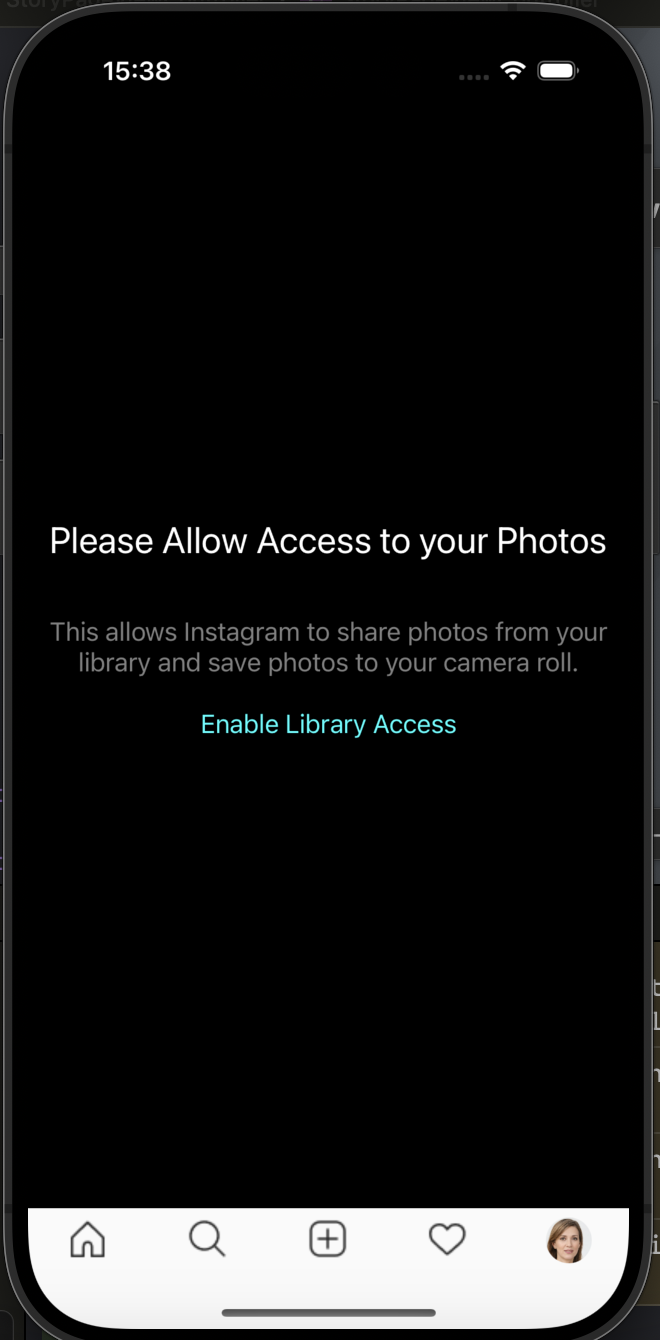 15:38
Please Allow Access to your Photos
This allows Instagram to share photos from your
library and save photos to your camera roll.
Enable Library Access